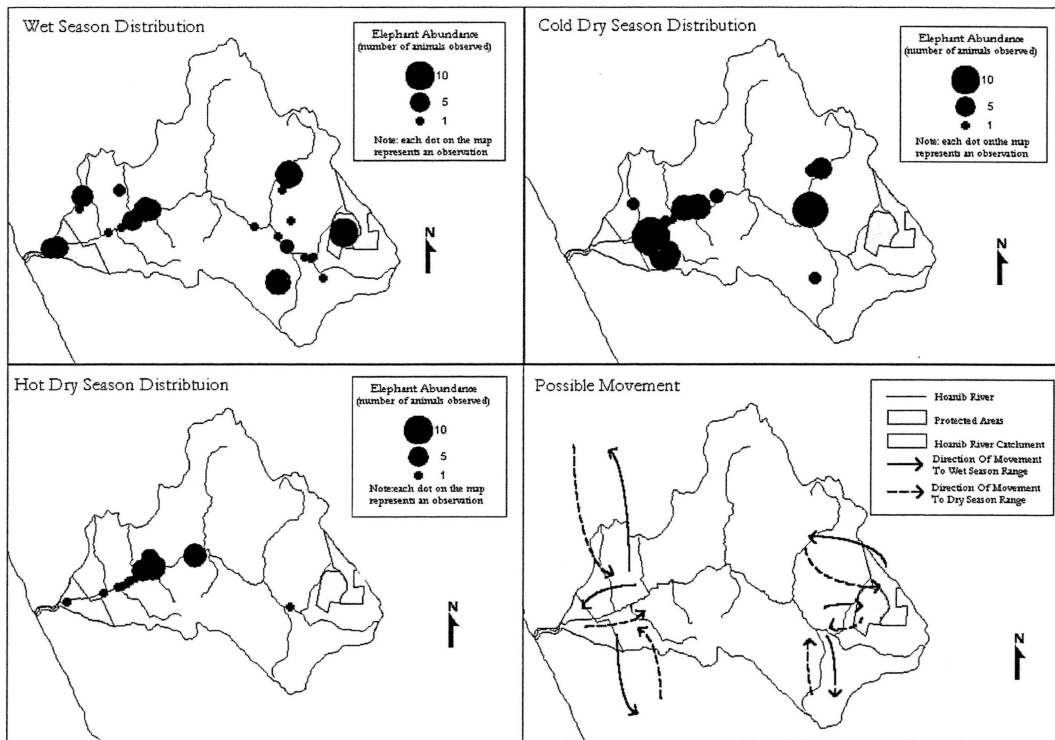 Wet Season Distribution
Elephant Abundance
(number of animals observed)
10
5
1
Note: each dot on the map
represents an observation
N
Cold Dry Season Distribution
Elephant Abundance
(number of animals observed)
10
5
1
Note: each dot onthe map
represents an observation
N
Hot Dry Season Distribtuion
Elephant Abundance
(number of animals observed)
10
5
1
Note:each dot on the map
represents an observation
N
Possible Movement
Hoanib River
Protected Areas
Hoanib River Catchment
Direction Of Movement
To Wet Season Range
Direction Of Movement
To Dry Season Range
N